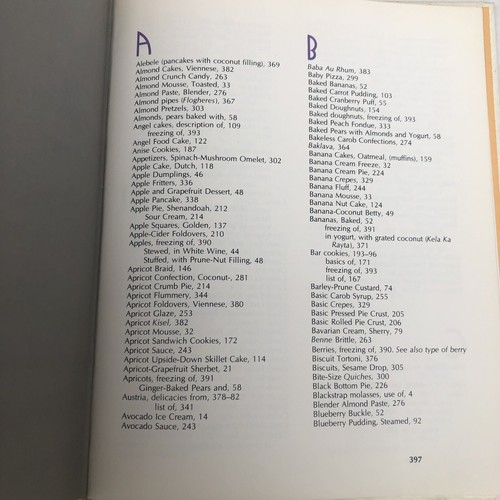 A
Alebele (pancakes with coconut filling), 369
Almond Cakes, Viennese, 382
Almond Crunch Candy, 263
Almond Mousse, Toasted, 33
Almond Paste, Blender, 276
Almond pipes (Flogheres), 367
Almond Pretzels, 303
Almonds, pears baked with, 58
Angel cakes, description of, 109
freezing of, 393
Angel Food Cake, 122
Anise Cookies, 187
Appetizers, Spinach-Mushroom Omelet, 302
Apple Cake, Dutch, 118
Apple Dumplings, 46
Apple Fritters, 336
Apple and Grapefruit Dessert, 48
Apple Pancake, 338
Apple Pie, Shenandoah, 212
Sour Cream, 214
Apple Squares, Golden, 137
Apple-Cider Foldovers, 210
Apples, freezing of, 390
Stewed, in White Wine, 44
Stuffed, with Prune-Nut Filling, 48
Apricot Braid, 146
Apricot Confection, Coconut-, 281
Apricot Crumb Pie, 214
Apricot Flummery, 344
Apricot Foldovers, Viennese, 380
Apricot Glaze, 253
Apricot Kisel, 382
Apricot Mousse, 32
Apricot Sandwich Cookies, 172
Apricot Sauce, 243
Apricot Upside-Down Skillet Cake, 114
Apricot-Grapefruit Sherbet, 21
Apricots, freezing of, 391
Ginger-Baked Pears and, 58
Austria, delicacies from, 378–82
list of, 341
Avocado Ice Cream, 14
Avocado Sauce, 243
B
Baba Au Rhum, 383
Baby Pizza, 299
Baked Bananas, 52
Baked Carrot Pudding, 103
Baked Cranberry Puff, 55
Baked Doughnuts, 154
Baked doughnuts, freezing of, 393
Baked Peach Fondue, 333
Baked Pears with Almonds and Yogurt, 58
Bakeless Carob Confections, 274
Baklava, 364
Banana Cakes, Oatmeal, (muffins), 159
Banana Cream Freeze, 32
Banana Cream Pie, 224
Banana Crepes, 329
Banana Fluff, 244
Banana Mousse, 33
Banana Nut Cake, 124
Banana-Coconut Betty, 49
Bananas, Baked, 52
freezing of, 391
in yogurt, with grated coconut (Kela Ka
Rayta), 371
Bar cookies, 193–96
basics of, 171
freezing of, 393
list of, 167
Barley-Prune Custard, 74
Basic Carob Syrup, 255
Basic Crepes, 329
Basic Pressed Pie Crust, 205
Basic Rolled Pie Crust, 206
Bavarian Cream, Sherry, 79
Benne Brittle, 263
Berries, freezing of, 390. See also type of berry
Biscuit Tortoni, 376
Biscuits, Sesame Drop, 305
Bite-Size Quiches, 300
Black Bottom Pie, 226
Blackstrap molasses, use of, 4
Blender Almond Paste, 276
Blueberry Buckle, 52
Blueberry Pudding, Steamed, 92
397